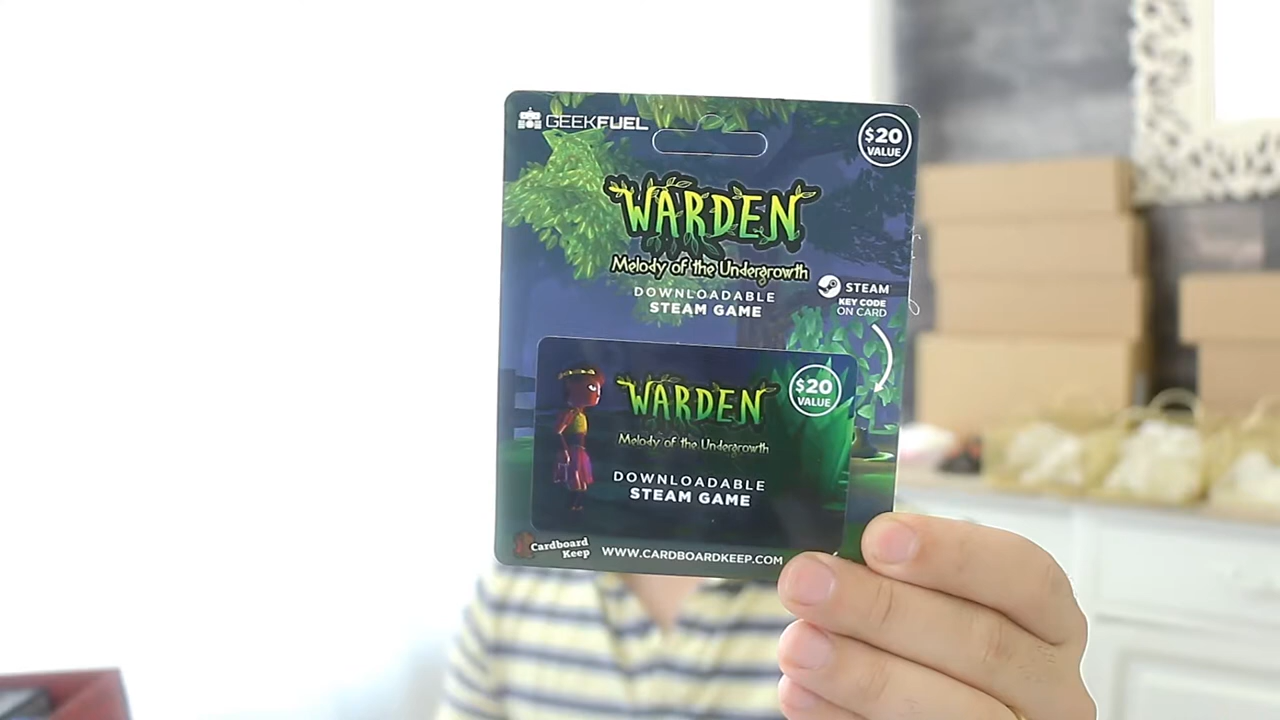 GEEKFUEL
$20
VALUE
WARDEN
Melody of the Undergrowth
DOWNLOADABLE
STEAM GAME
STEAM
KEY CODE
ON CARD
WARDEN
$20
VALUE
Melody of the Undergrowth
DOWNLOADABLE
STEAM GAME
Cardboard
Keep
WWW.CARDBOARDKEEP.COM